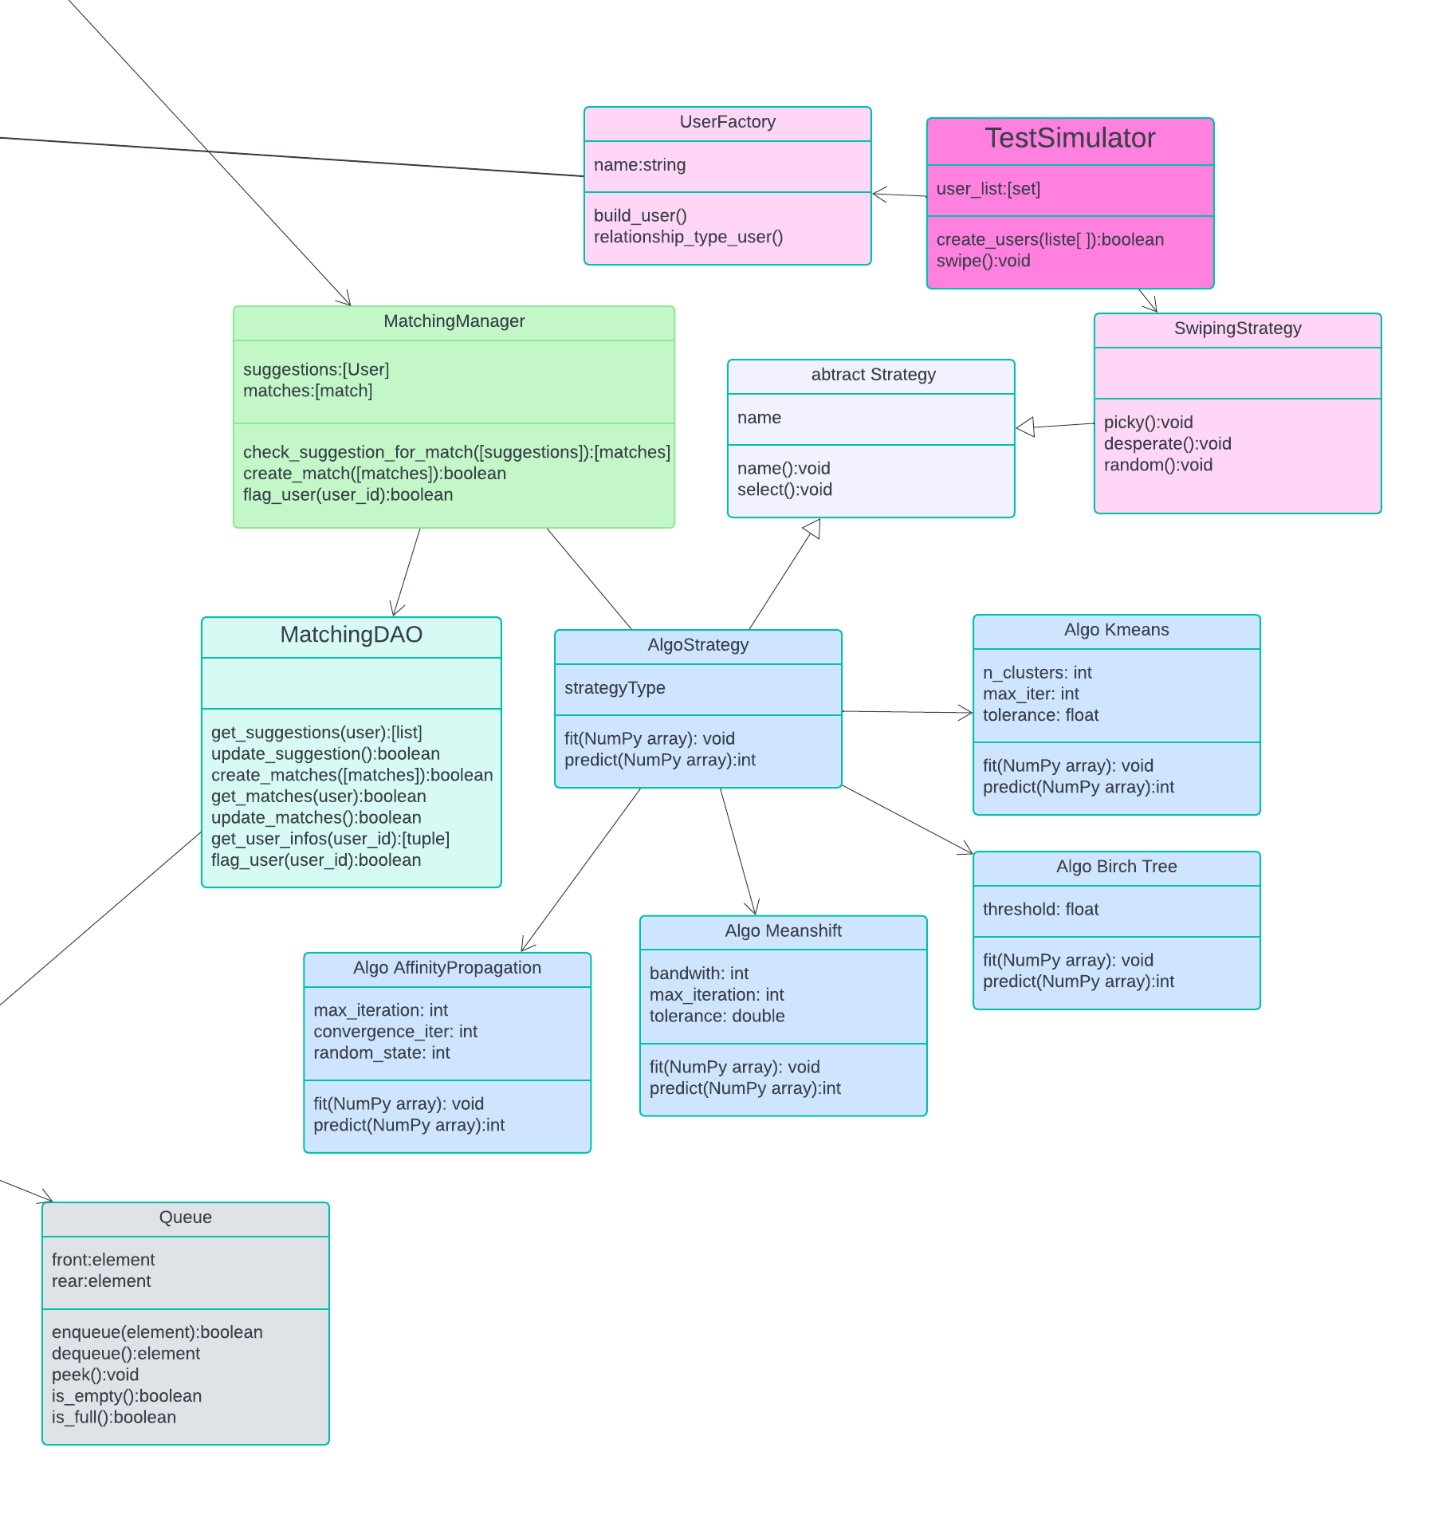 UserFactory
name:string
build_user()
relationship_type_user()
TestSimulator
user_list:[set]
create_users(liste[ ]):boolean
swipe():void
MatchingManager
suggestions:[User]
matches:[match]
check_suggestion_for_match([suggestions]):[matches]
create_match([matches]):boolean
flag_user(user_id):boolean
abtract Strategy
name
name():void
select():void
SwipingStrategy
picky():void
desperate():void
random():void
MatchingDAO
get_suggestions(user):[list]
update_suggestion():boolean
create_matches([matches]):boolean
get_matches(user):boolean
update_matches():boolean
get_user_infos(user_id):[tuple]
flag_user(user_id):boolean
AlgoStrategy
strategyType
fit(NumPy array): void
predict(NumPy array):int
Algo Kmeans
n_clusters: int
max_iter: int
tolerance: float
fit(NumPy array): void
predict(NumPy array):int
Algo Birch Tree
threshold: float
fit(NumPy array): void
predict(NumPy array):int
Algo AffinityPropagation
max_iteration: int
convergence_iter: int
random_state: int
fit(NumPy array): void
predict(NumPy array):int
Algo Meanshift
bandwith: int
max_iteration: int
tolerance: double
fit(NumPy array): void
predict(NumPy array):int
Queue
front:element
rear:element
enqueue(element):boolean
dequeue():element
peek():void
is_empty():boolean
is_full():boolean